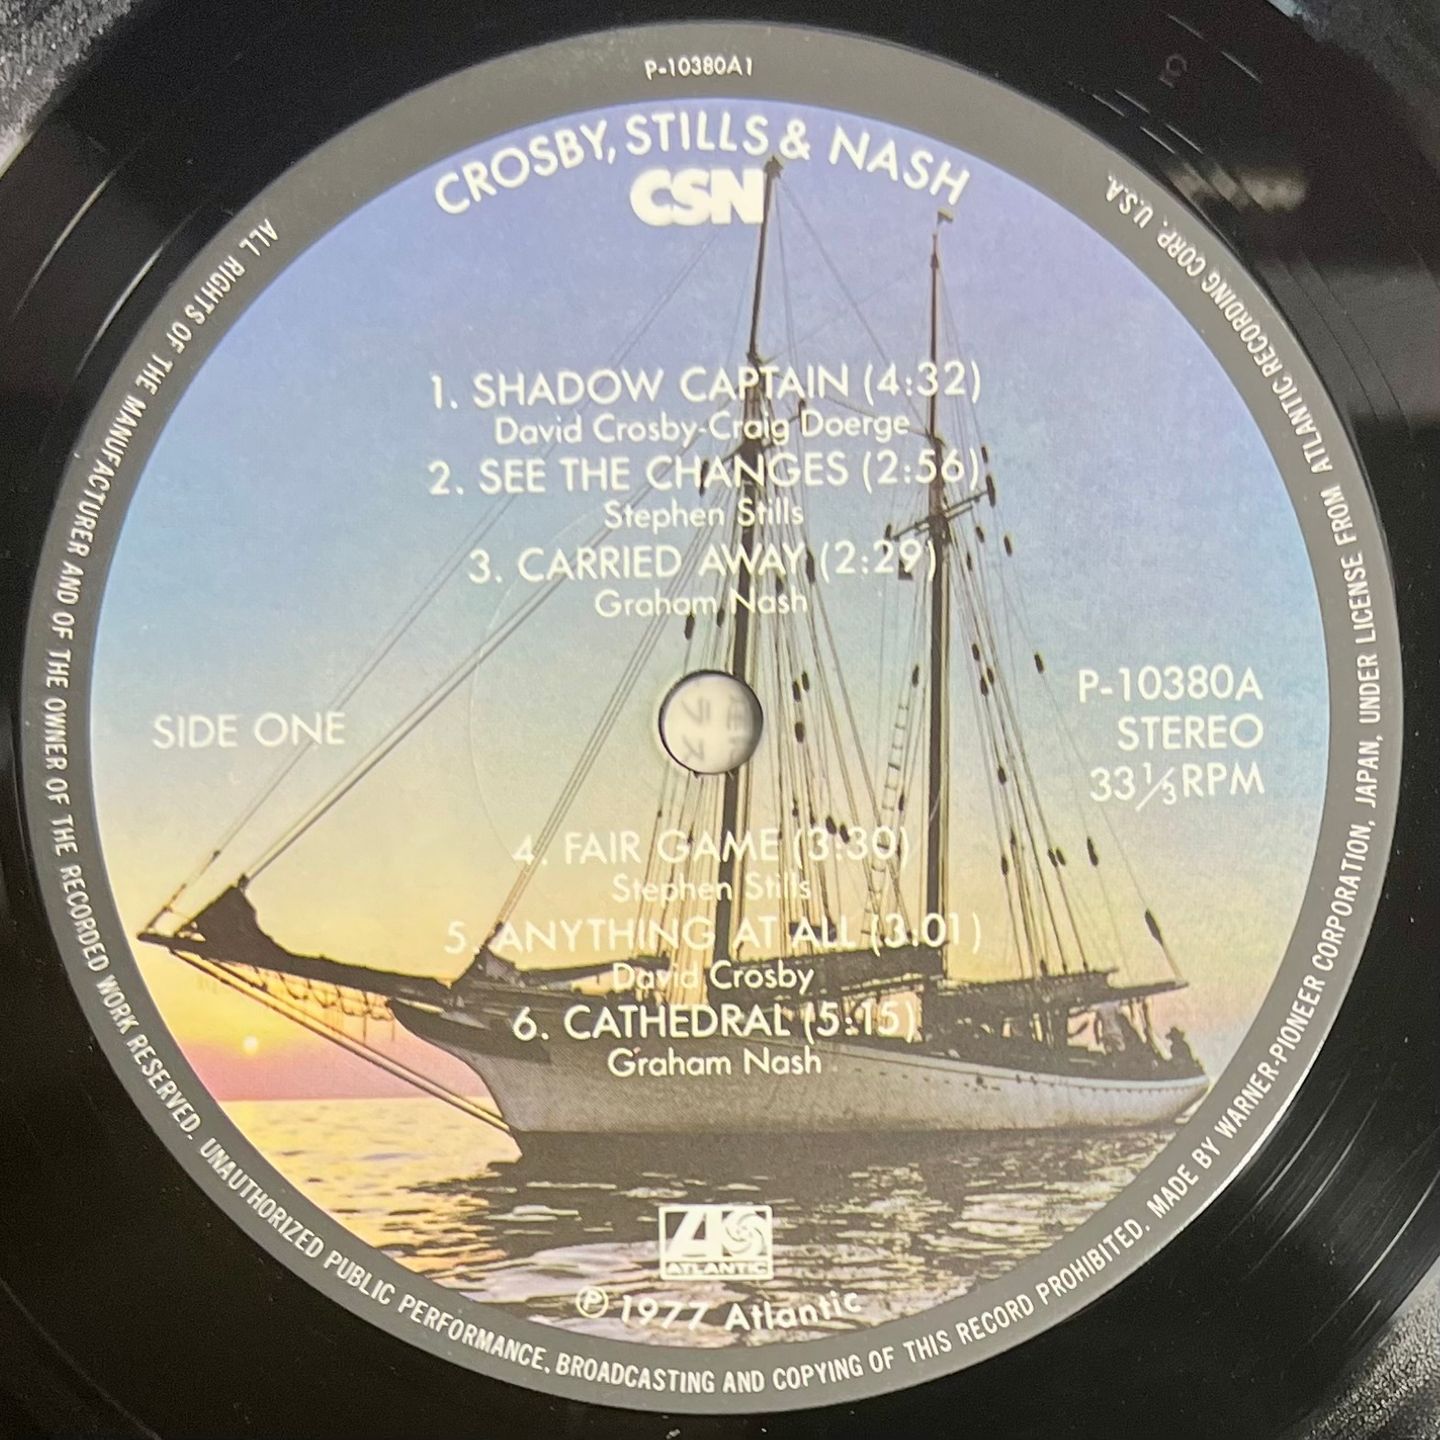 P-10380A1
CROSBY, STILLS & NASH
CSN
1. SHADOW CAPTAIN (4:32)
David Crosby-Craig Doerge
2. SEE THE CHANGES (2:56)
Stephen Stills
3. CARRIED AWAY (2:29)
Graham Nash
SIDE ONE
P-10380A
STEREO
33 1/3 RPM
4. FAIR GAME (3:30)
Stephen Stills
5. ANYTHING AT ALL (3:01)
David Crosby
6. CATHEDRAL (5:15)
Graham Nash
ATLANTIC
℗ 1977 Atlantic
ALL RIGHTS OF THE MANUFACTURER AND OF THE OWNER OF THE RECORDED WORK RESERVED. UNAUTHORIZED PUBLIC PERFORMANCE, BROADCASTING AND COPYING OF THIS RECORD PROHIBITED. MADE BY WARNER-PIONEER CORPORATION, JAPAN, UNDER LICENSE FROM ATLANTIC RECORDING CORP. U.S.A.